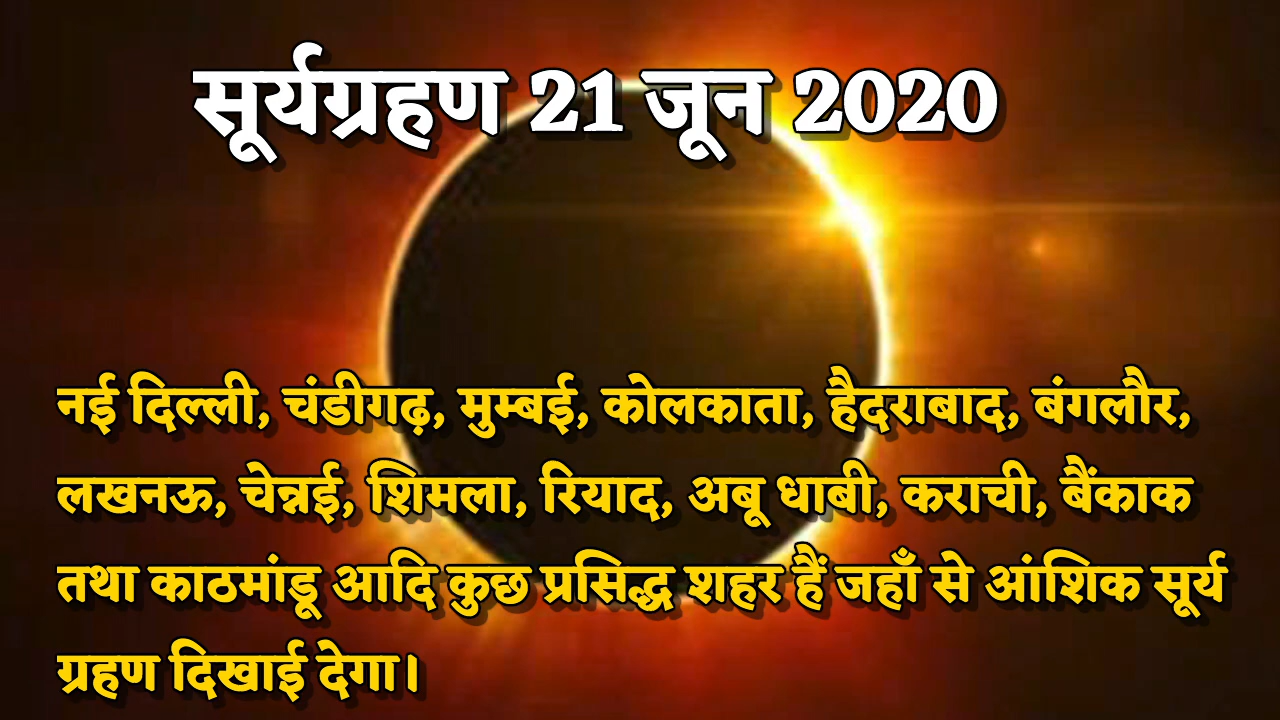 सूर्यग्रहण 21 जून 2020
नई दिल्ली, चंडीगढ़, मुम्बई, कोलकाता, हैदराबाद, बंगलौर,
लखनऊ, चेन्नई, शिमला, रियाद, अबू धाबी, कराची, बैंकाक
तथा काठमांडू आदि कुछ प्रसिद्ध शहर हैं जहाँ से आंशिक सूर्य
ग्रहण दिखाई देगा।